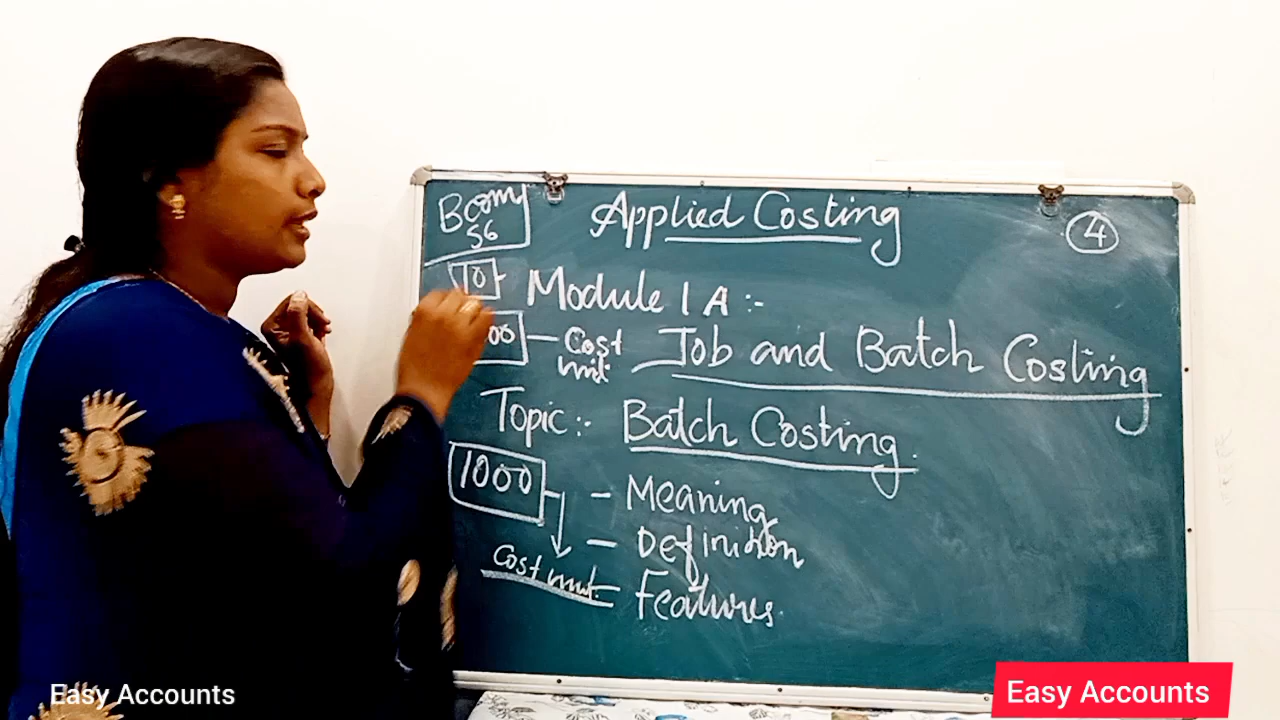 Bcom
S6
Applied Costing
4
10
Module 1 A :-
00 - Cost unit
Job and Batch Costing
Topic :- Batch Costing.
1000
- Meaning
- Definition
Cost unit.
- Features.
Easy Accounts
Easy Accounts